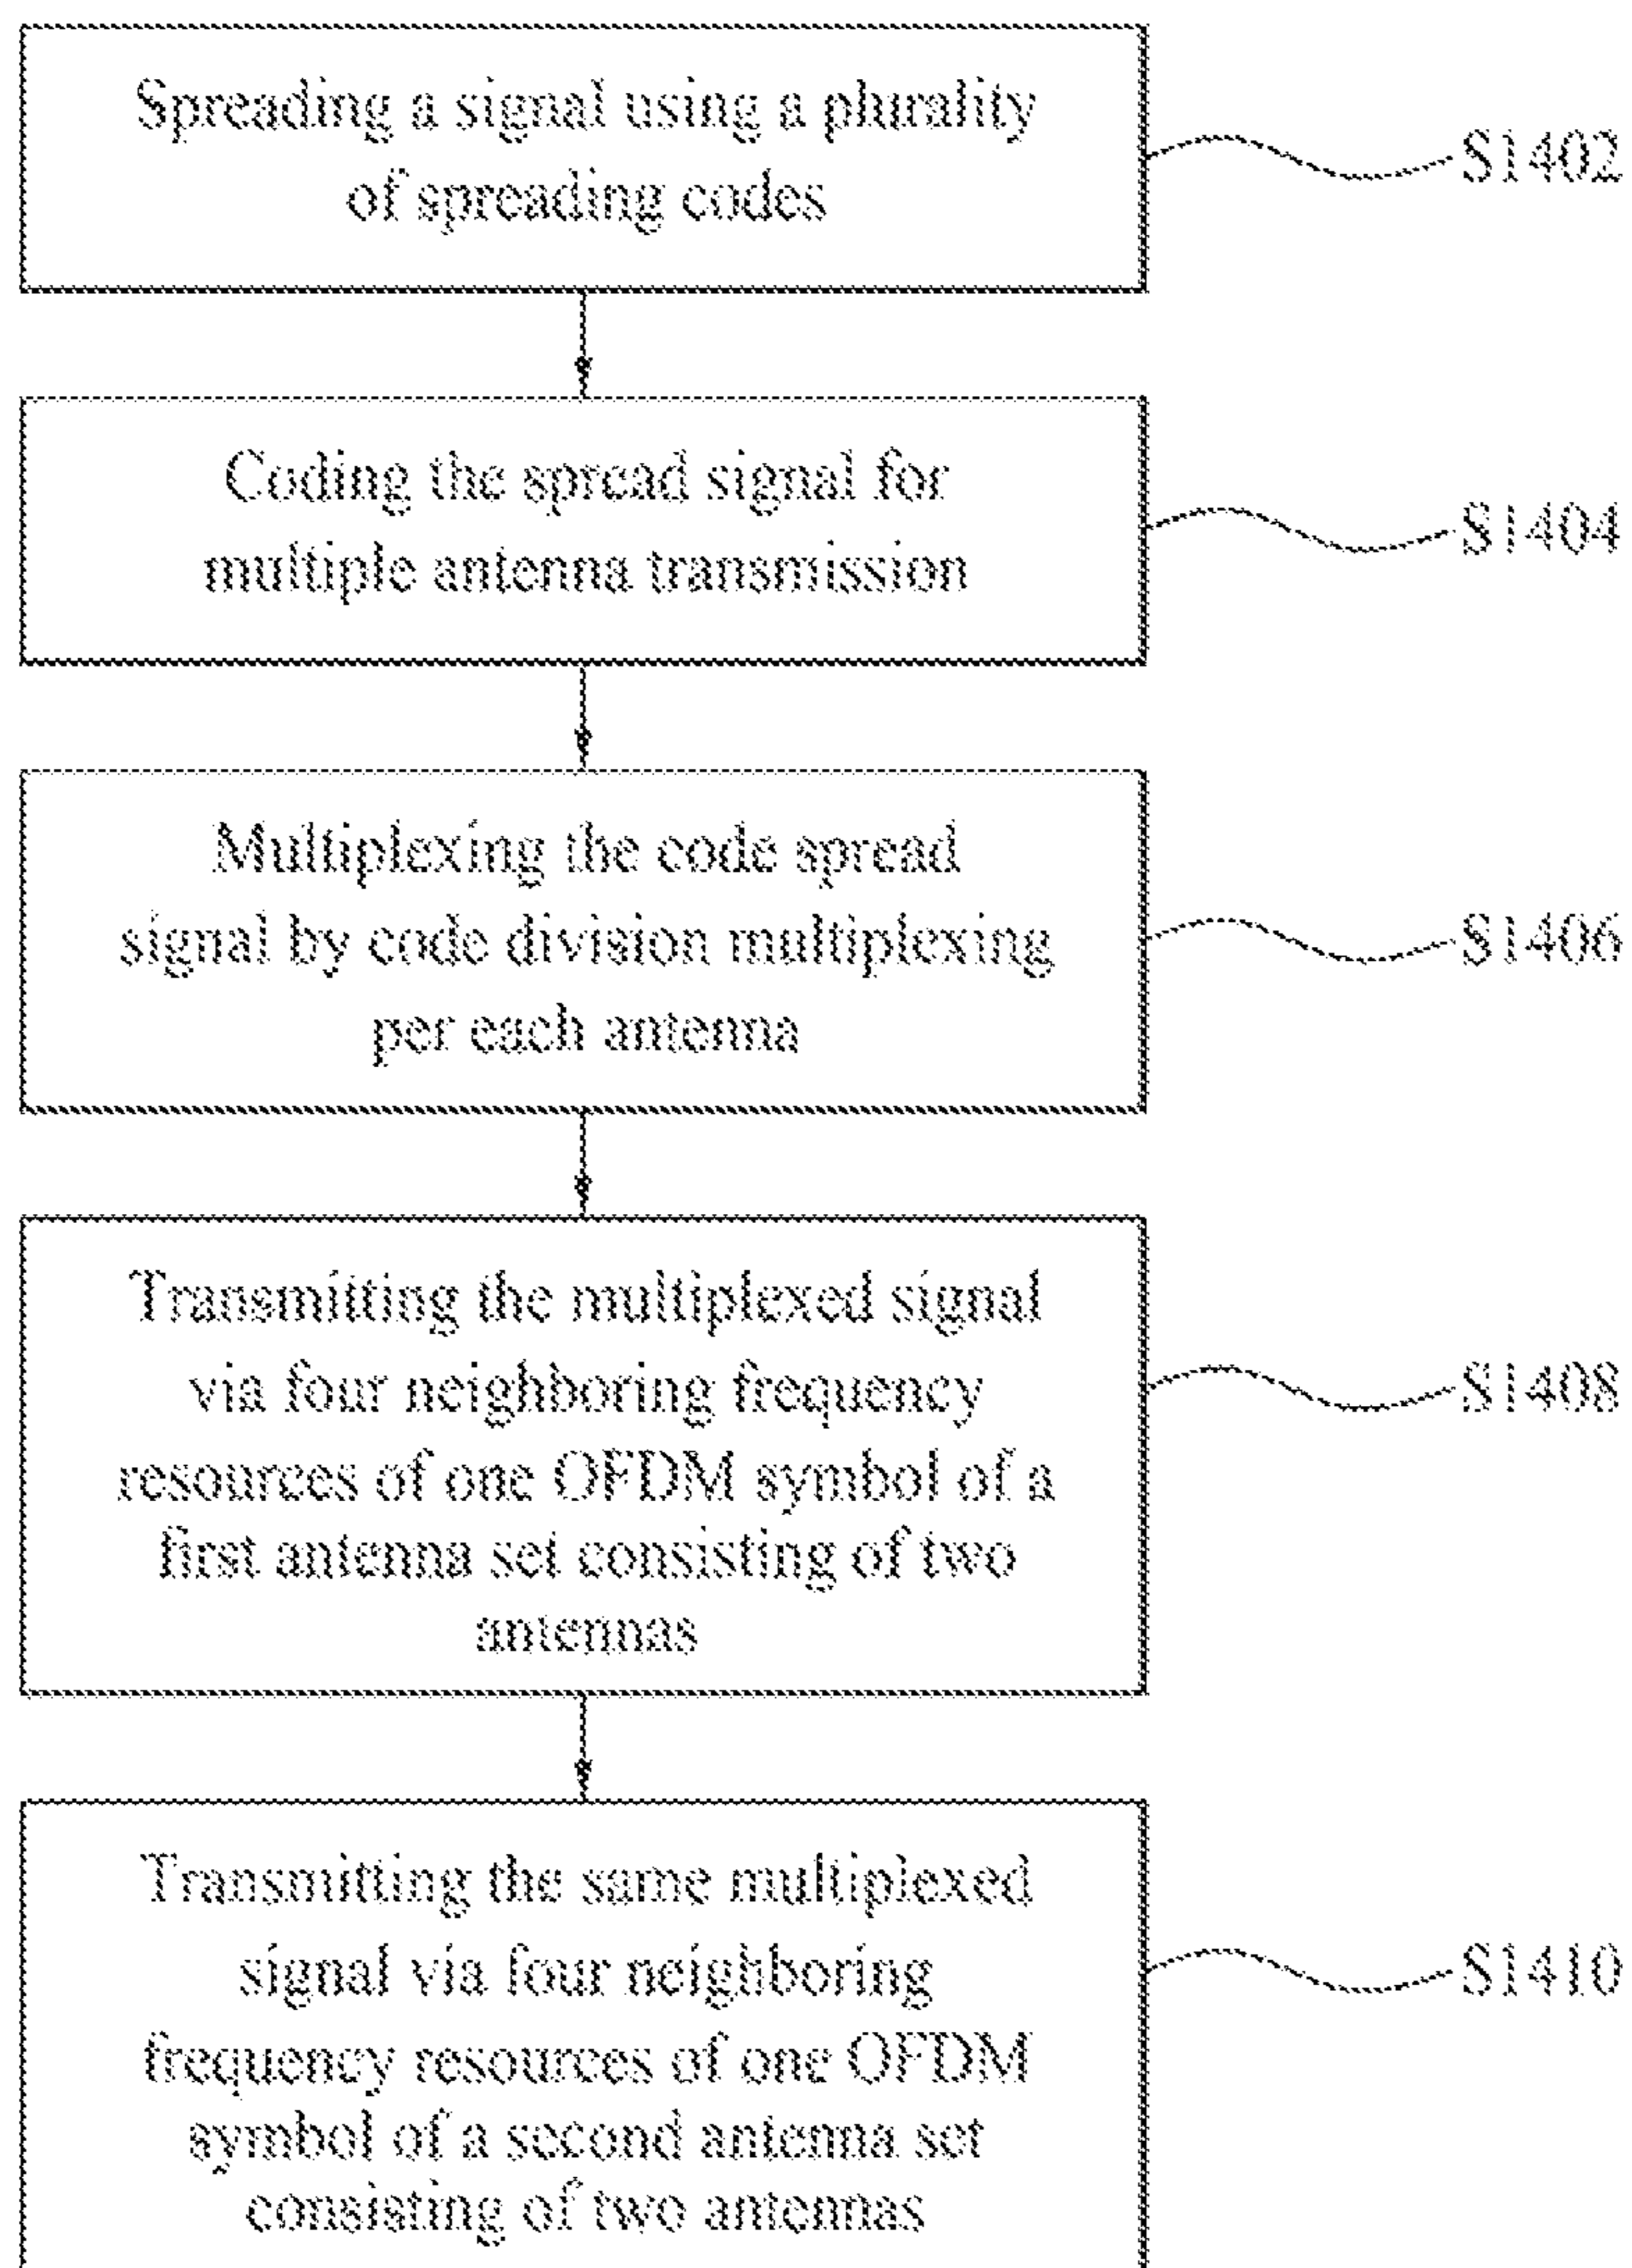 Spreading a signal using a plurality
of spreading codes
S1402
Coding the spread signal for
multiple antenna transmission
S1404
Multiplexing the code spread
signal by code division multiplexing
per each antenna
S1406
Transmitting the multiplexed signal
via four neighboring frequency
resources of one OFDM symbol of a
first antenna set consisting of two
antennas
S1408
Transmitting the same multiplexed
signal via four neighboring
frequency resources of one OFDM
symbol of a second antenna set
consisting of two antennas
S1410